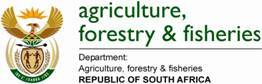 agriculture,
forestry & fisheries
Department:
Agriculture, forestry & fisheries
REPUBLIC OF SOUTH AFRICA